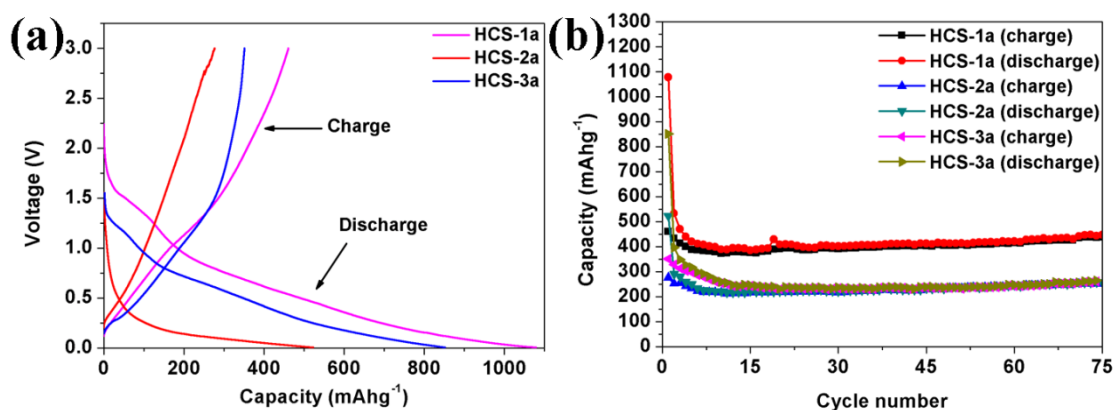 (a)
HCS-1a
HCS-2a
HCS-3a
Charge
Discharge
Voltage (V)
3.0
2.5
2.0
1.5
1.0
0.5
0.0
0 200 400 600 800 1000
Capacity (mAhg⁻¹)
(b)
HCS-1a (charge)
HCS-1a (discharge)
HCS-2a (charge)
HCS-2a (discharge)
HCS-3a (charge)
HCS-3a (discharge)
Capacity (mAhg⁻¹)
1300
1200
1100
1000
900
800
700
600
500
400
300
200
100
0
0 15 30 45 60 75
Cycle number